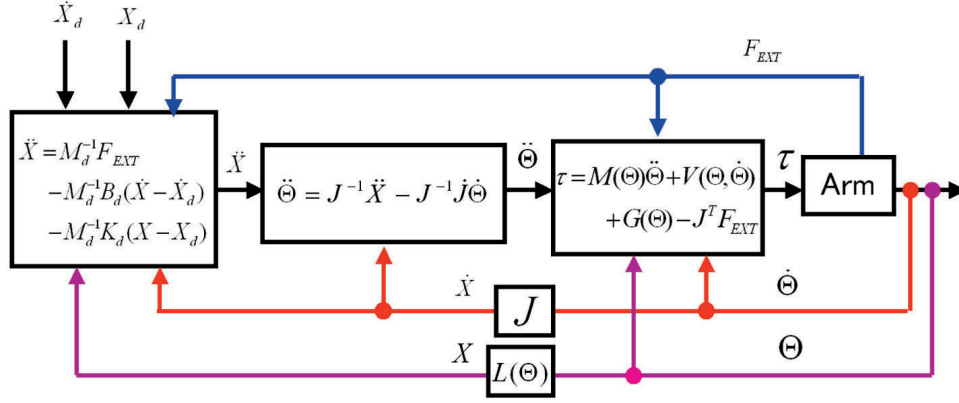 Ẋ_d X_d
F_EXT
Ẍ = M_d^{-1} F_EXT
−M_d^{-1} B_d (Ẋ − Ẋ_d)
−M_d^{-1} K_d (X − X_d)
Ẍ
Θ̈ = J^{-1} Ẍ − J^{-1} J̇ Θ̇
Θ̈
τ = M(Θ)Θ̈ + V(Θ, Θ̇)
+ G(Θ) − J^T F_EXT
τ
Arm
Ẋ
J
Θ̇
X
L(Θ)
Θ